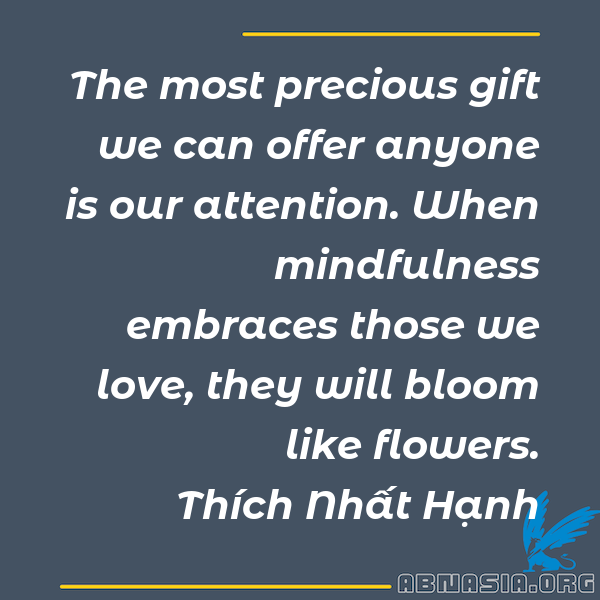 The most precious gift
we can offer anyone
is our attention. When
mindfulness
embraces those we
love, they will bloom
like flowers.
Thích Nhất Hạnh
ABNASIA.ORG